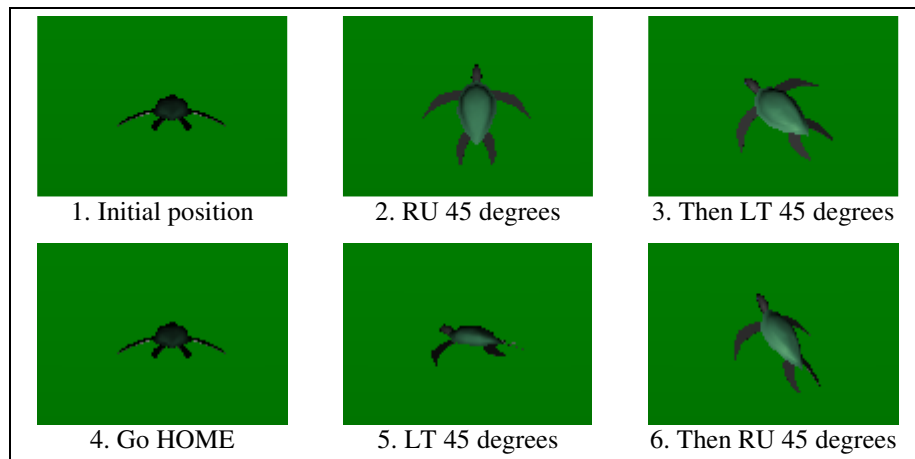 1. Initial position
2. RU 45 degrees
3. Then LT 45 degrees
4. Go HOME
5. LT 45 degrees
6. Then RU 45 degrees